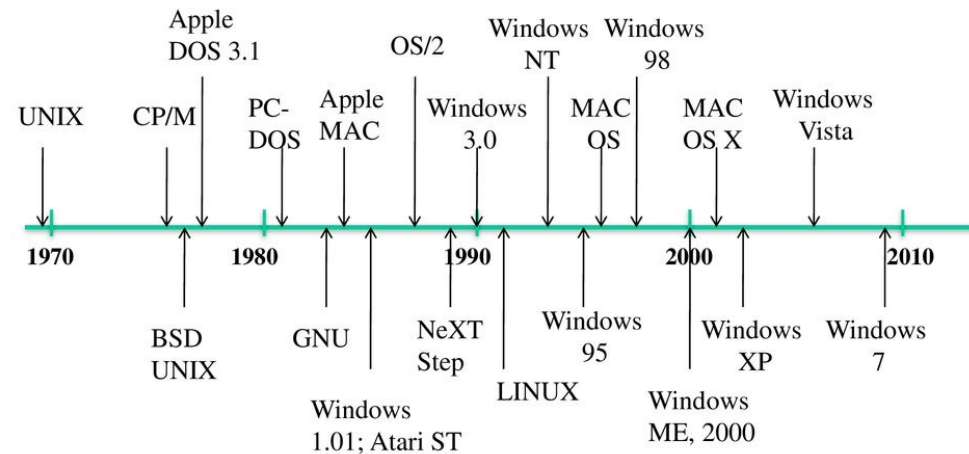 Apple
DOS 3.1
OS/2
Windows
NT
Windows
98
UNIX
CP/M
PC-
DOS
Apple
MAC
Windows
3.0
MAC
OS
MAC
OS X
Windows
Vista
1970
1980
1990
2000
2010
BSD
UNIX
GNU
Windows
1.01; Atari ST
NeXT
Step
LINUX
Windows
95
Windows
ME, 2000
Windows
XP
Windows
7